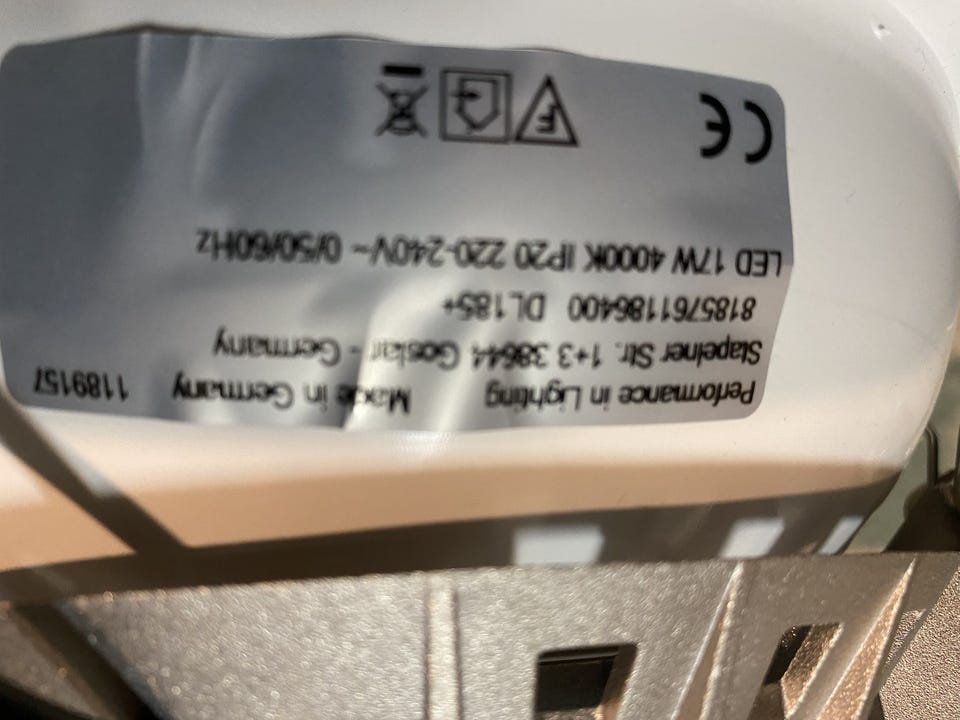 Performance in Lighting Made in Germany 1189157
Stapelner Str. 1+3 38644 Goslar - Germany
8185761186400 DL185+
LED 17W 4000K IP20 220-240V~ 0/50/60Hz
F
CE